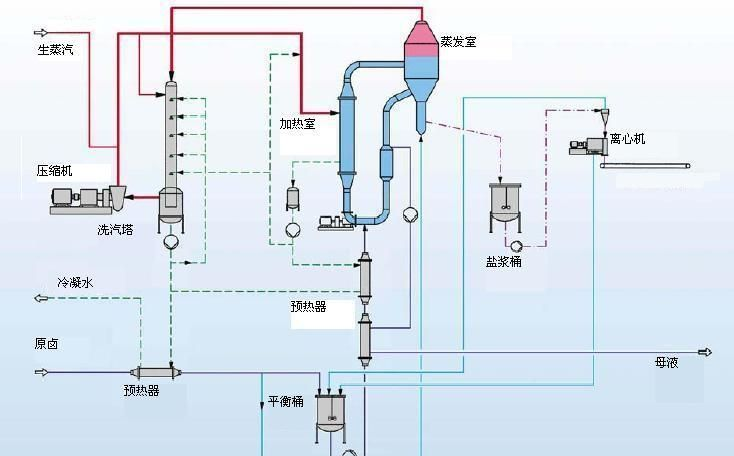 生蒸汽
蒸发室
加热室
离心机
压缩机
洗汽塔
盐浆桶
冷凝水
预热器
原卤
母液
预热器
平衡桶